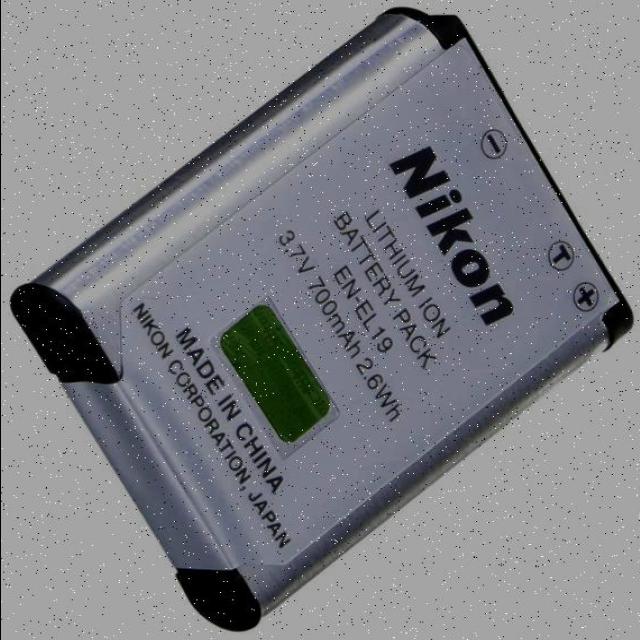 − T +
Nikon
LITHIUM ION
BATTERY PACK
EN-EL19
3.7V 700mAh 2.6Wh
MADE IN CHINA
NIKON CORPORATION, JAPAN